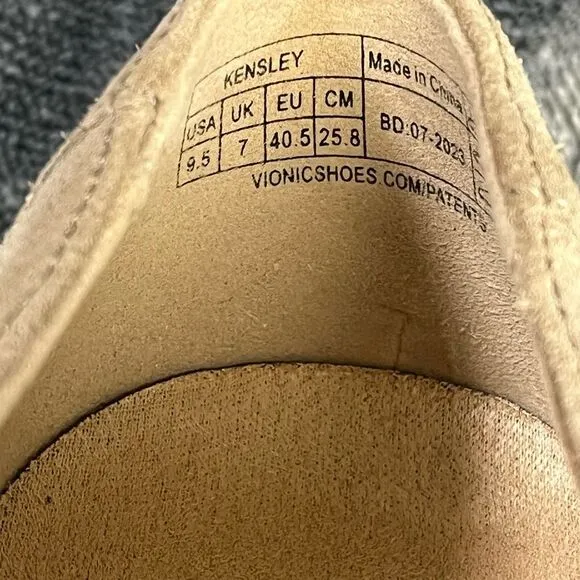 KENSLEY Made in China
USA UK EU CM
9.5 7 40.5 25.8 BD:07-2023
VIONICSHOES.COM/PATENTS